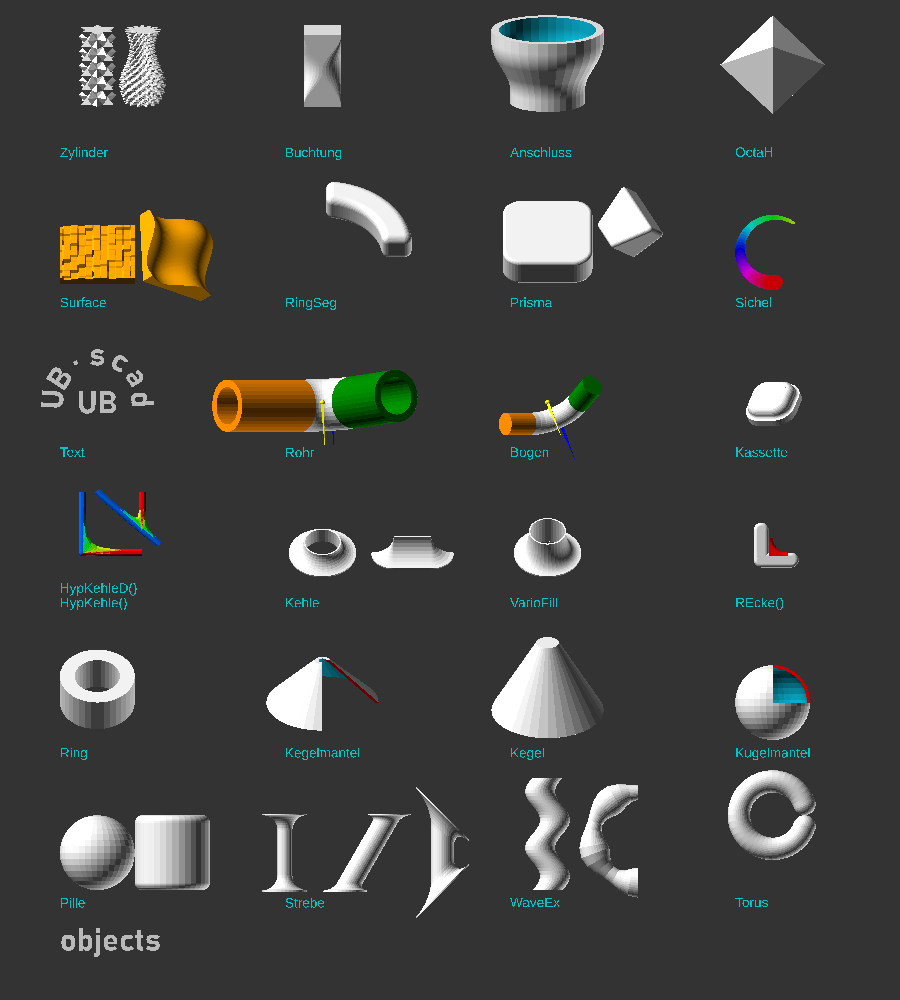 Zylinder
Buchtung
Anschluss
OctaH
Surface
RingSeg
Prisma
Sichel
UB.scad
UB
Text
Rohr
Bogen
Kassette
HypKehleD()
HypKehle()
Kehle
VarioFill
REcke()
Ring
Kegelmantel
Kegel
Kugelmantel
Pille
Strebe
WaveEx
Torus
objects